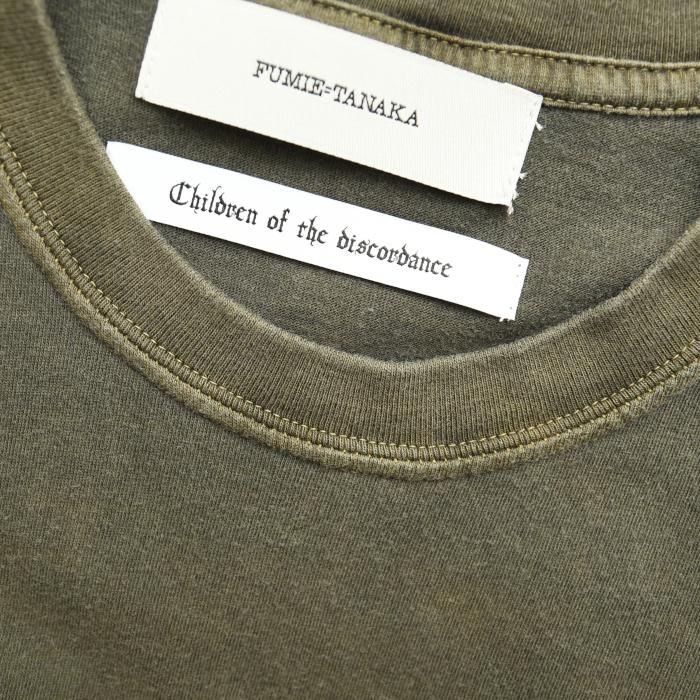 FUMIE=TANAKA
Children of the discordance